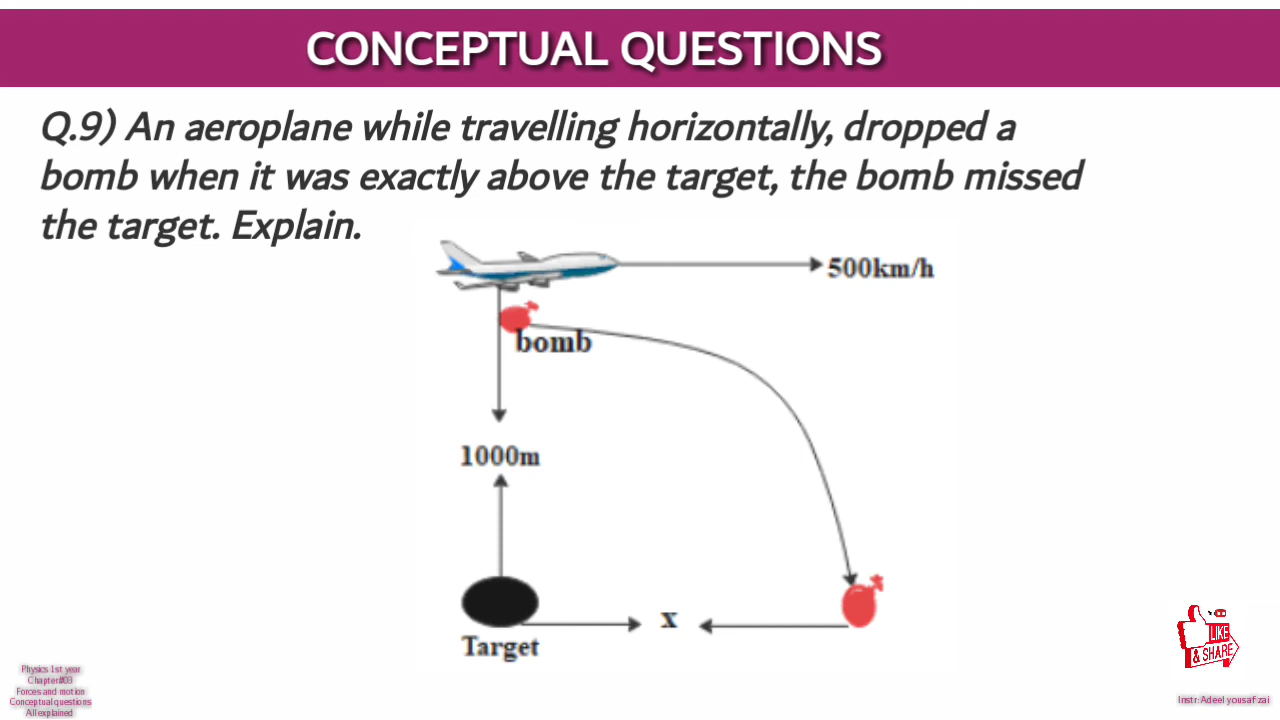 CONCEPTUAL QUESTIONS
Q.9) An aeroplane while travelling horizontally, dropped a
bomb when it was exactly above the target, the bomb missed
the target. Explain.
500km/h
bomb
1000m
x
Target
LIKE
& SHARE
Physics 1st year
Chapter#03
Forces and motion
Conceptual questions
All explained
Instr:Adeel yousafzai